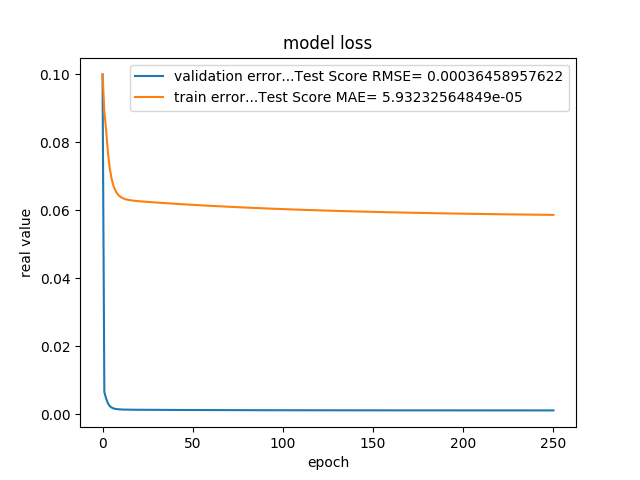 model loss
validation error...Test Score RMSE= 0.00036458957622
train error...Test Score MAE= 5.93232564849e-05
real value
0.10
0.08
0.06
0.04
0.02
0.00
0 50 100 150 200 250
epoch